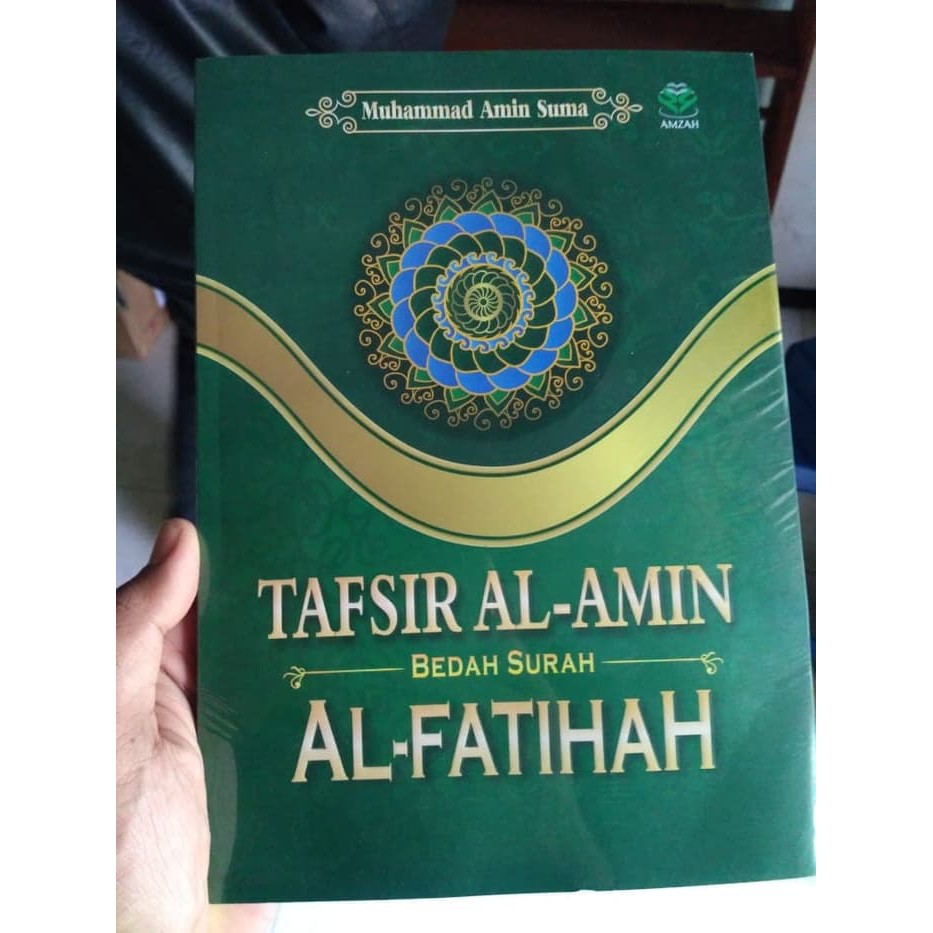 Muhammad Amin Suma
AMZAH
TAFSIR AL-AMIN
BEDAH SURAH
AL-FATIHAH